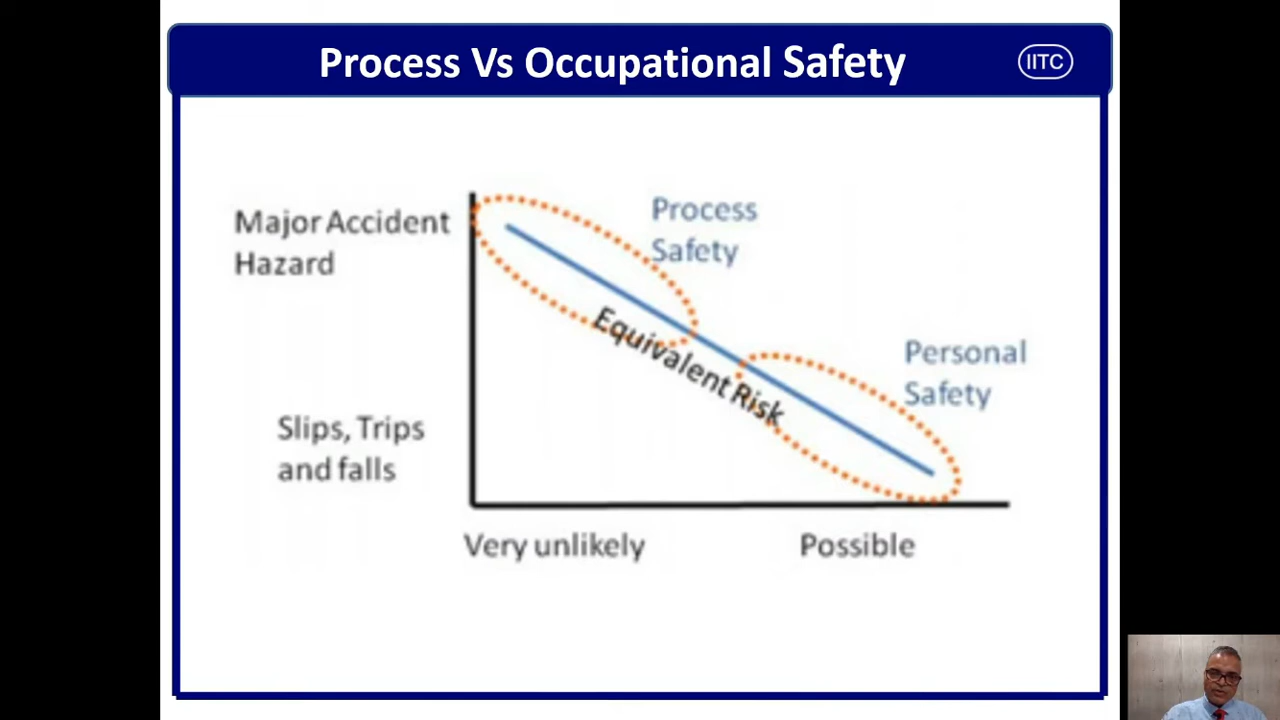 Process Vs Occupational Safety
IITC
Major Accident
Hazard
Process
Safety
Equivalent Risk
Personal
Safety
Slips, Trips
and falls
Very unlikely
Possible